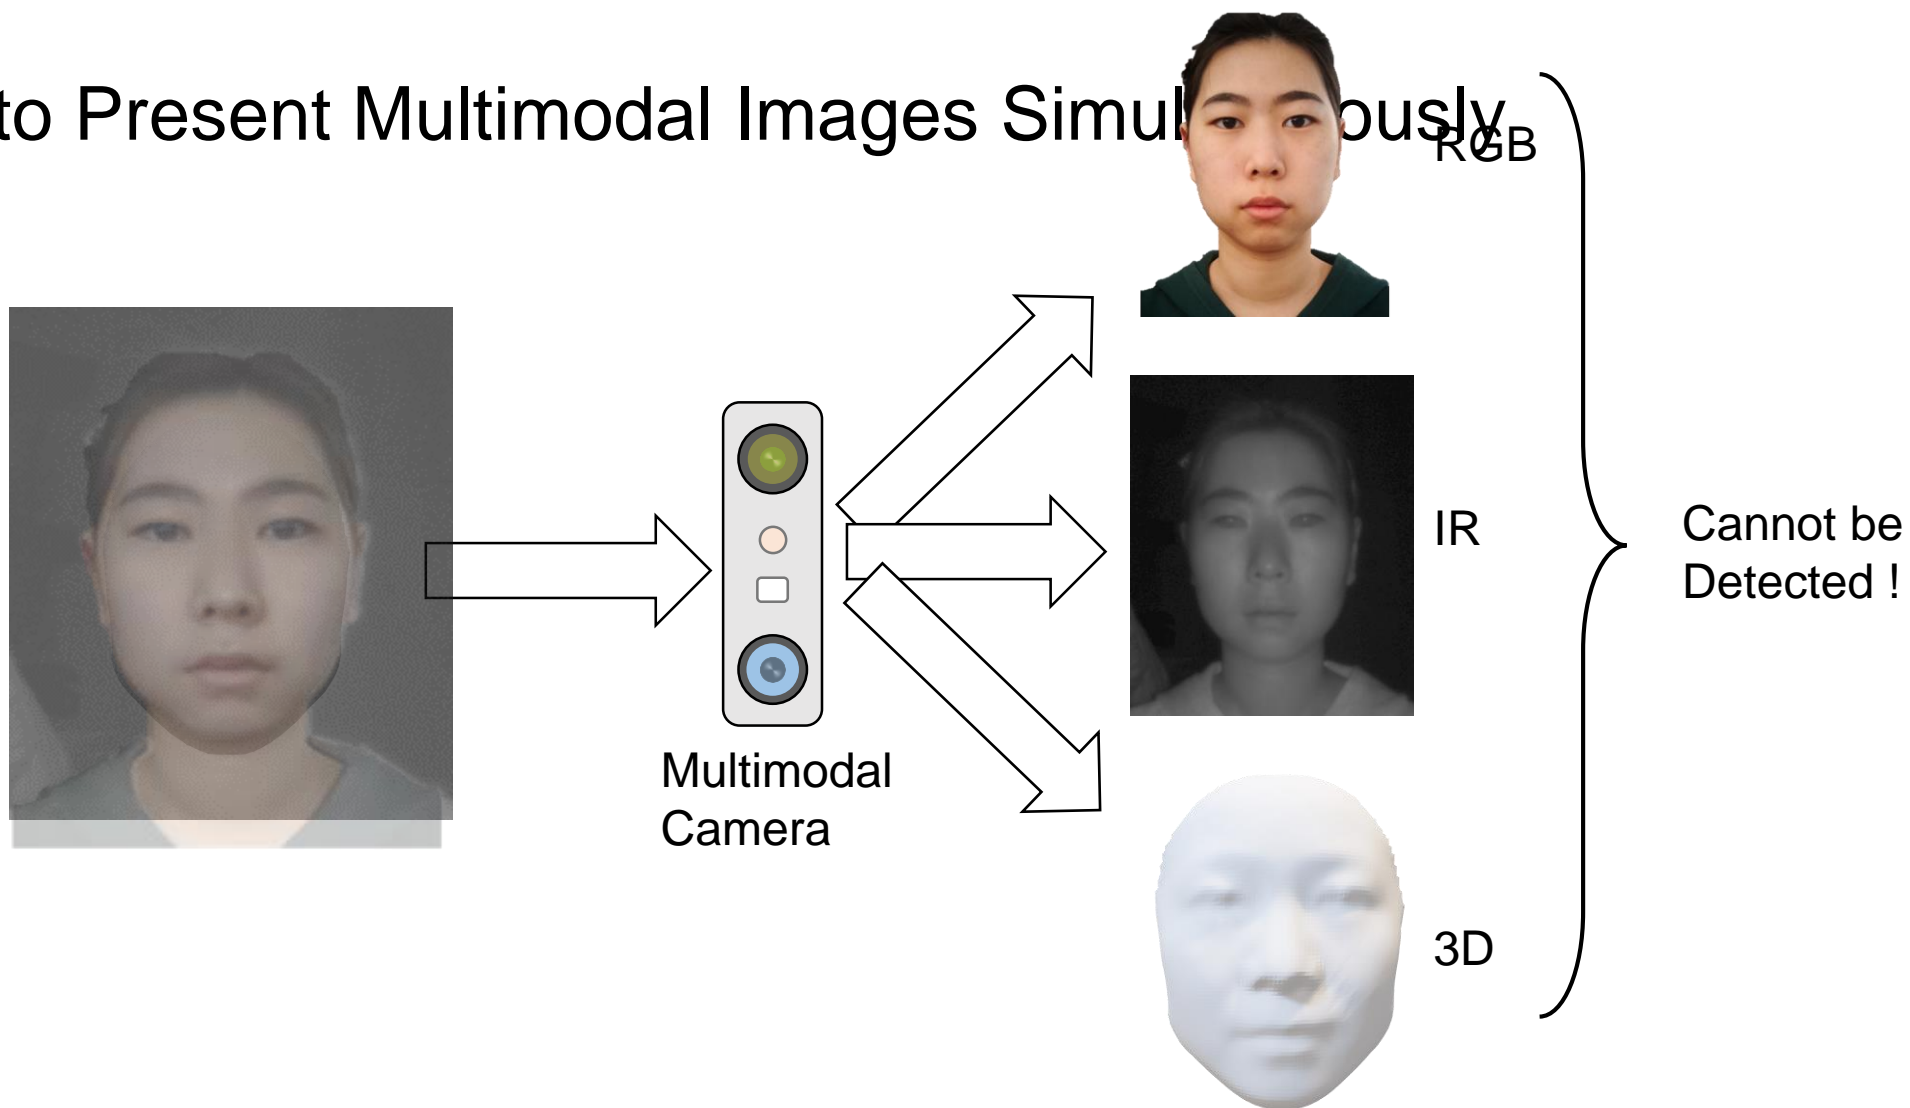 to Present Multimodal Images
RGB
IR
Cannot be
Detected !
Multimodal
Camera
3D